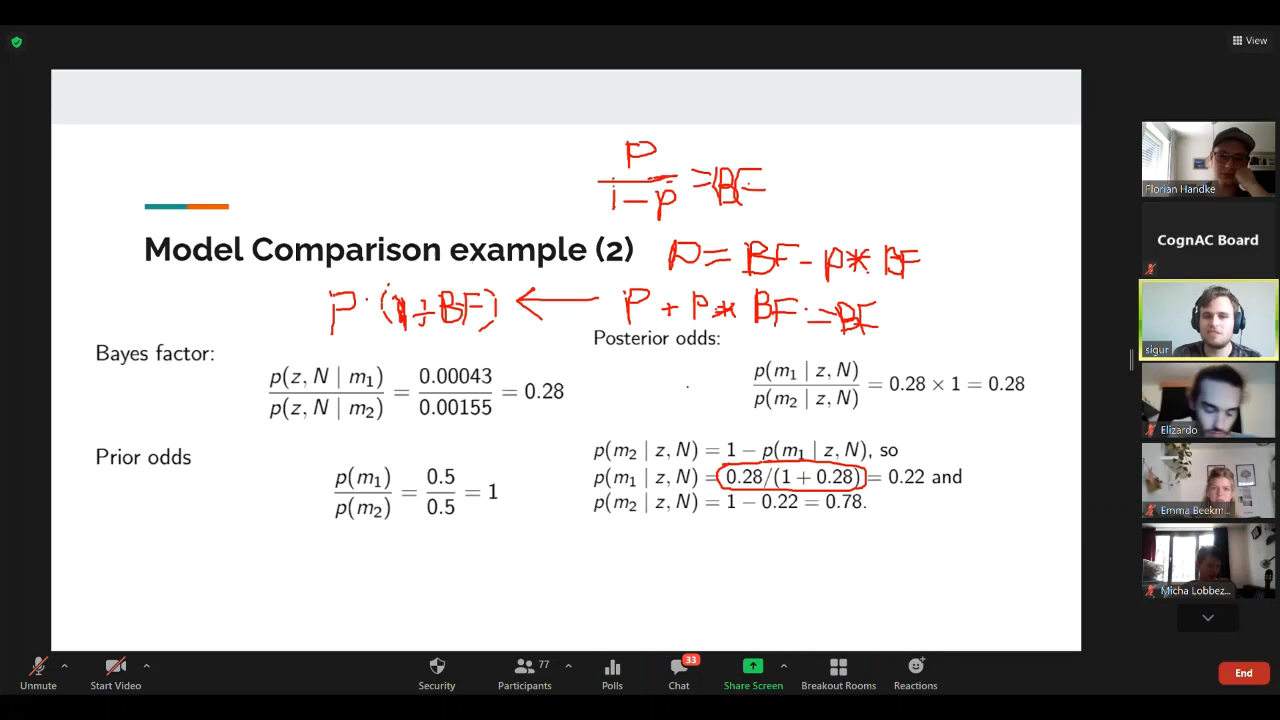 View
P
1-p = BF
Model Comparison example (2)
P = BF - p* BF
P·(1+BF) ← P + P* BF = BF
Posterior odds:
Bayes factor:
p(z, N | m₁) / p(z, N | m₂) = 0.00043 / 0.00155 = 0.28
p(m₁ | z, N) / p(m₂ | z, N) = 0.28 × 1 = 0.28
Prior odds
p(m₁) / p(m₂) = 0.5 / 0.5 = 1
p(m₂ | z, N) = 1 − p(m₁ | z, N), so
p(m₁ | z, N) = 0.28/(1 + 0.28) = 0.22 and
p(m₂ | z, N) = 1 − 0.22 = 0.78.
Florian Handke
CognAC Board
sigur
Elizardo
Emma Beekm...
Micha Lobbez...
Unmute
Start Video
Security
77
Participants
Polls
33
Chat
Share Screen
Breakout Rooms
Reactions
End